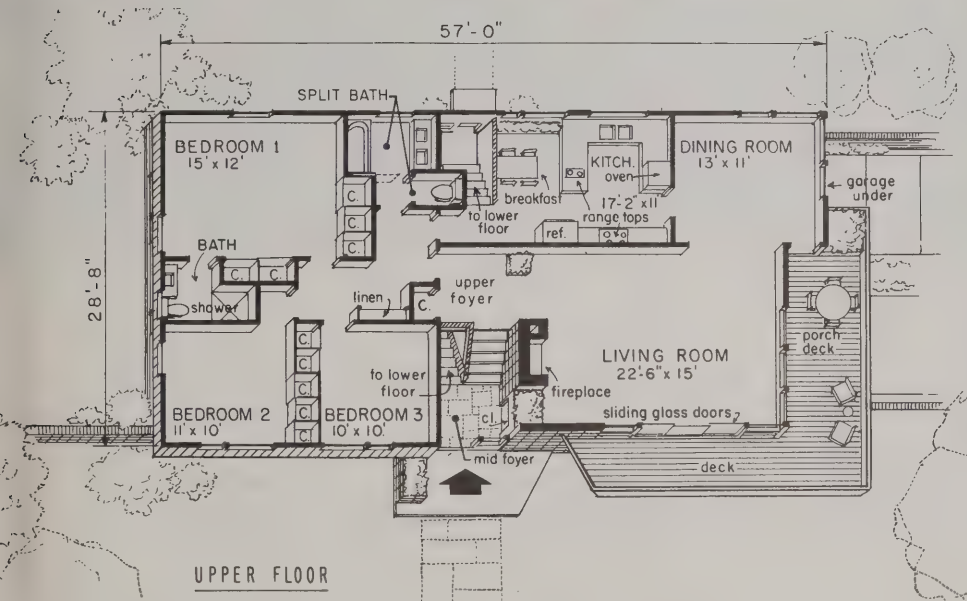 57'-0"
SPLIT BATH
BEDROOM 1
15' x 12'
KITCH.
oven
DINING ROOM
13' x 11'
garage
under
breakfast
to lower
floor
17'-2" x 11'
range tops
ref.
C.
C.
C.
BATH
C.
C.
28'-8"
shower
linen
C.
upper
foyer
porch
deck
LIVING ROOM
22'-6" x 15'
C.
C.
C.
C.
C.
to lower
floor
fireplace
BEDROOM 2
11' x 10'
BEDROOM 3
10' x 10'
cl.
sliding glass doors
mid foyer
deck
UPPER FLOOR